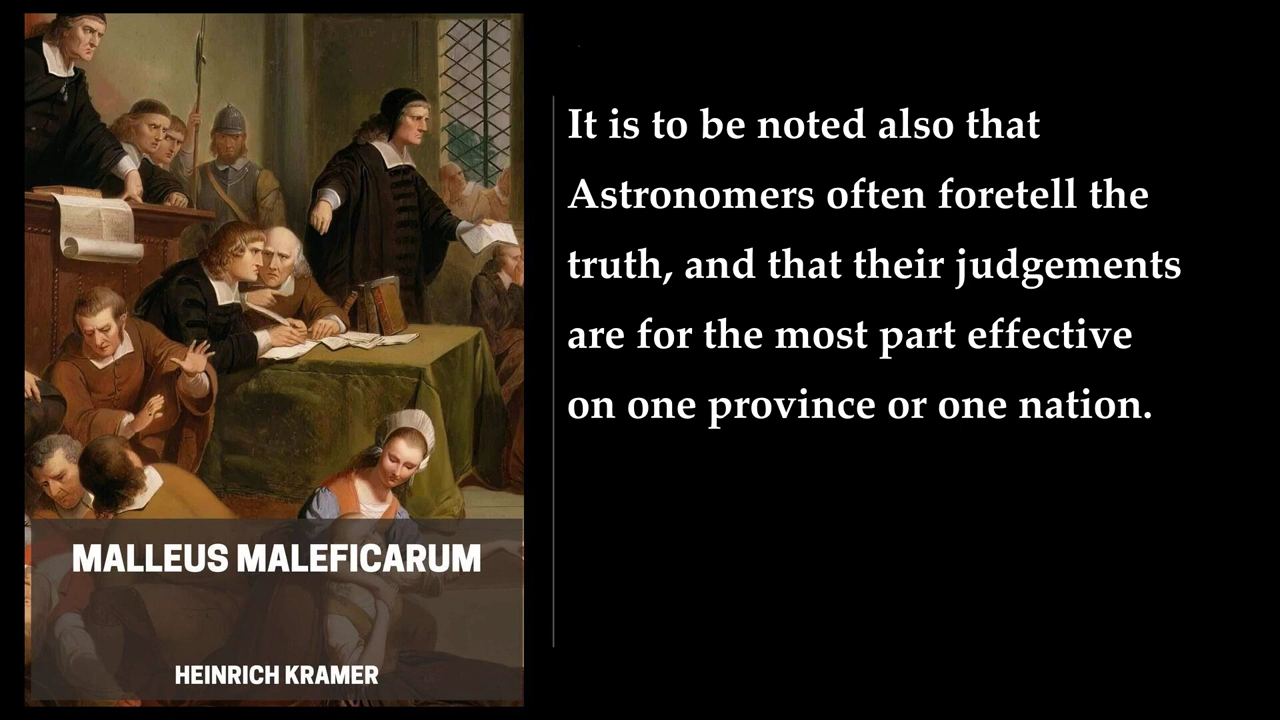 MALLEUS MALEFICARUM
HEINRICH KRAMER
It is to be noted also that
Astronomers often foretell the
truth, and that their judgements
are for the most part effective
on one province or one nation.